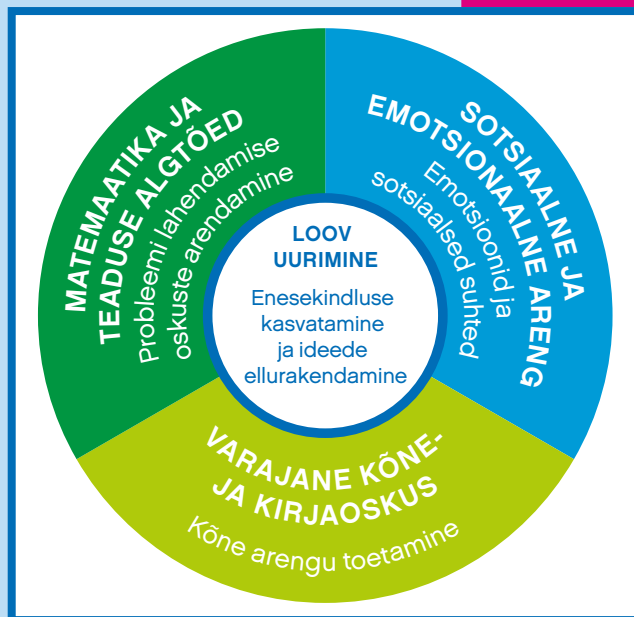 MATEMAATIKA JA
TEADUSE ALGTÕED
Probleemi lahendamise
oskuste arendamine
SOTSIAALNE JA
EMOTSIONAALNE ARENG
Emotsioonid ja
sotsiaalsed suhted
LOOV
UURIMINE
Enesekindluse
kasvatamine
ja ideede
ellurakendamine
VARAJANE KÕNE-
JA KIRJAOSKUS
Kõne arengu toetamine